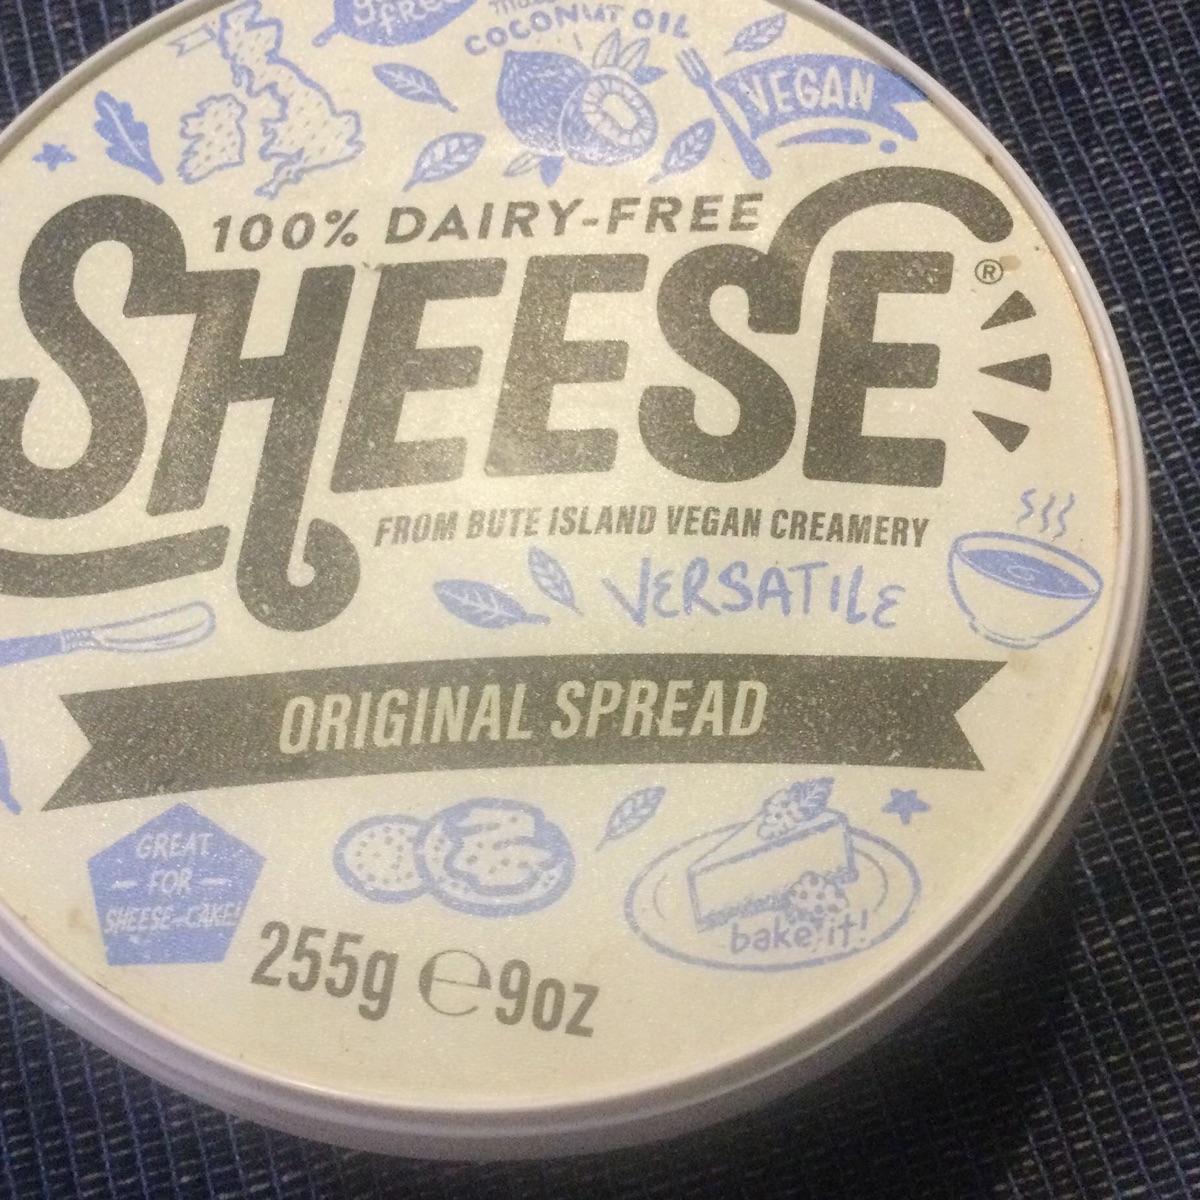 free
COCONUT OIL
VEGAN
100% DAIRY-FREE
SHEESE®
FROM BUTE ISLAND VEGAN CREAMERY
VERSATILE
ORIGINAL SPREAD
GREAT
– FOR –
SHEESE-CAKE!
bake it!
255g ℮ 9oz